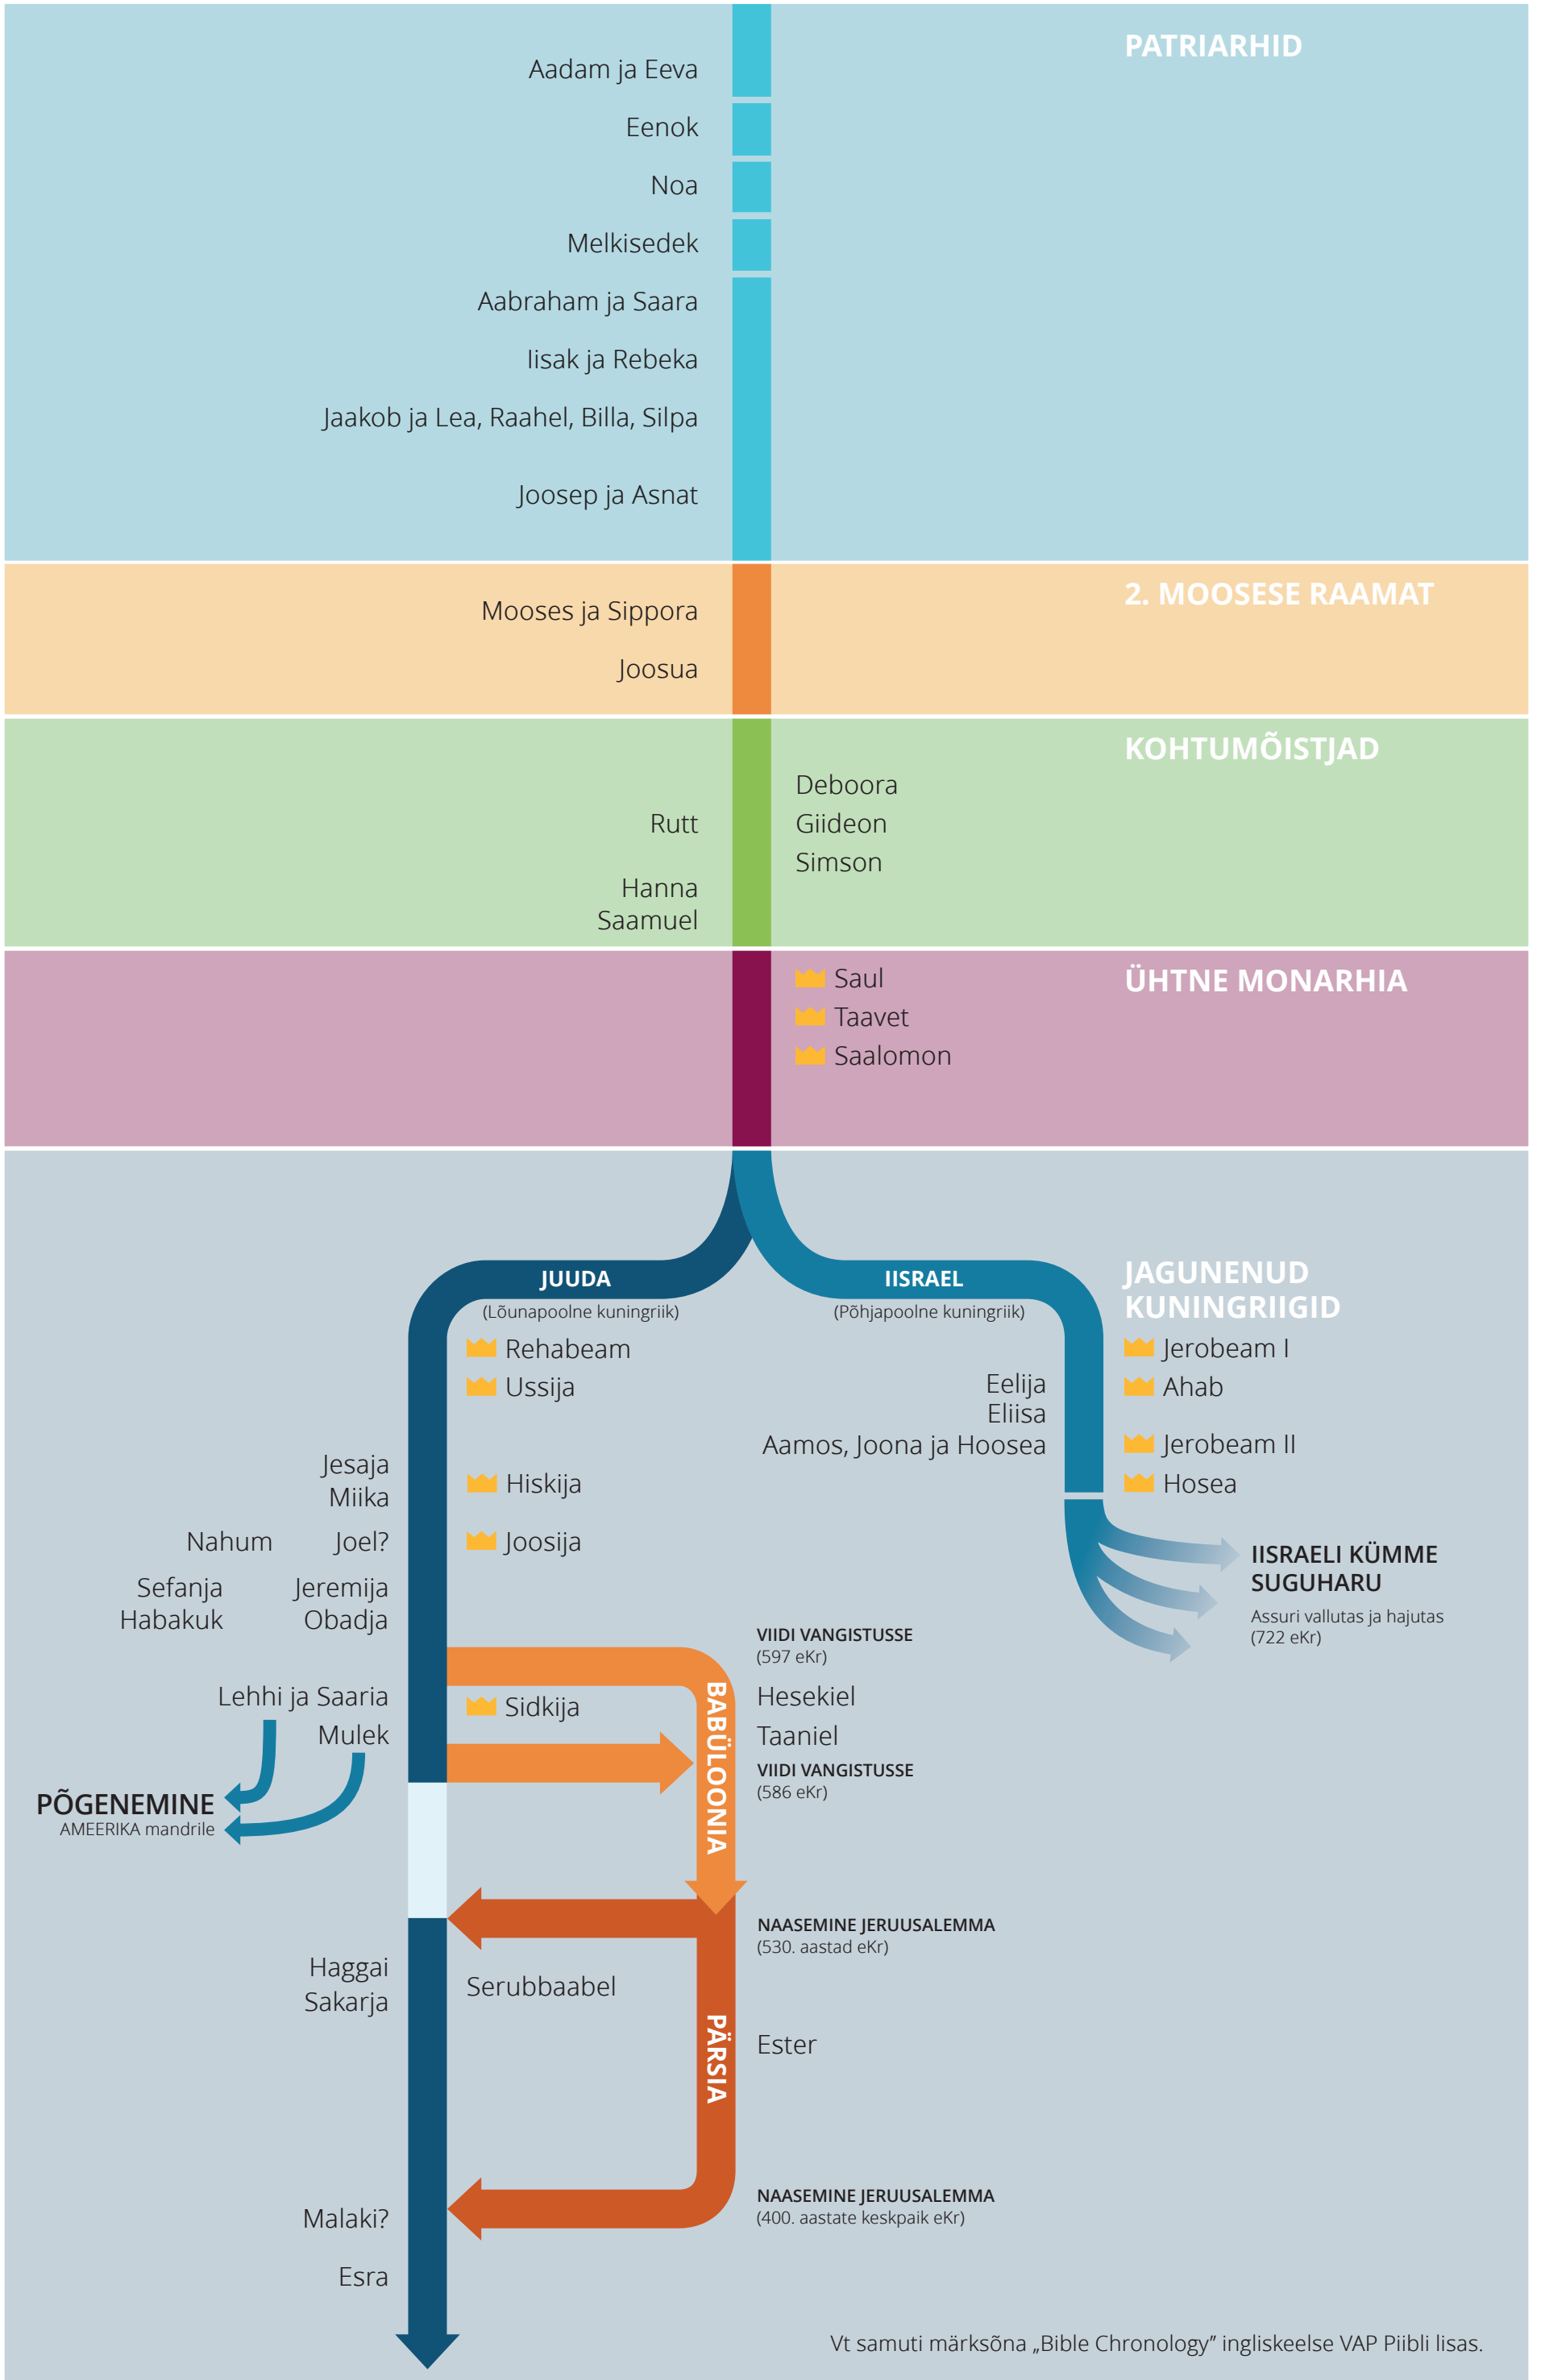 PATRIARHID
Aadam ja Eeva
Eenok
Noa
Melkisedek
Aabraham ja Saara
Iisak ja Rebeka
Jaakob ja Lea, Raahel, Billa, Silpa
Joosep ja Asnat
2. MOOSESE RAAMAT
Mooses ja Sippora
Joosua
KOHTUMÕISTJAD
Deboora
Rutt
Giideon
Simson
Hanna
Saamuel
ÜHTNE MONARHIA
Saul
Taavet
Saalomon
JAGUNENUD
KUNINGRIIGID
JUUDA
(Lõunapoolne kuningriik)
Rehabeam
Ussija
Jesaja
Miika
Hiskija
Nahum
Joel?
Joosija
Sefanja
Habakuk
Jeremija
Obadja
Lehhi ja Saaria
Mulek
Sidkija
PÕGENEMINE
AMEERIKA mandrile
IISRAEL
(Põhjapoolne kuningriik)
Eelija
Eliisa
Aamos, Joona ja Hoosea
Jerobeam I
Ahab
Jerobeam II
Hosea
IISRAELI KÜMME
SUGUHARU
Assuri vallutas ja hajutas
(722 eKr)
VIIDI VANGISTUSSE
(597 eKr)
BABÜLOONIA
Hesekiel
Taaniel
VIIDI VANGISTUSSE
(586 eKr)
NAASEMINE JERUUSALEMMA
(530. aastad eKr)
Haggai
Sakarja
Serubbaabel
PÄRSIA
Ester
NAASEMINE JERUUSALEMMA
(400. aastate keskpaik eKr)
Malaki?
Esra
Vt samuti märksõna „Bible Chronology” ingliskeelse VAP Piibli lisas.